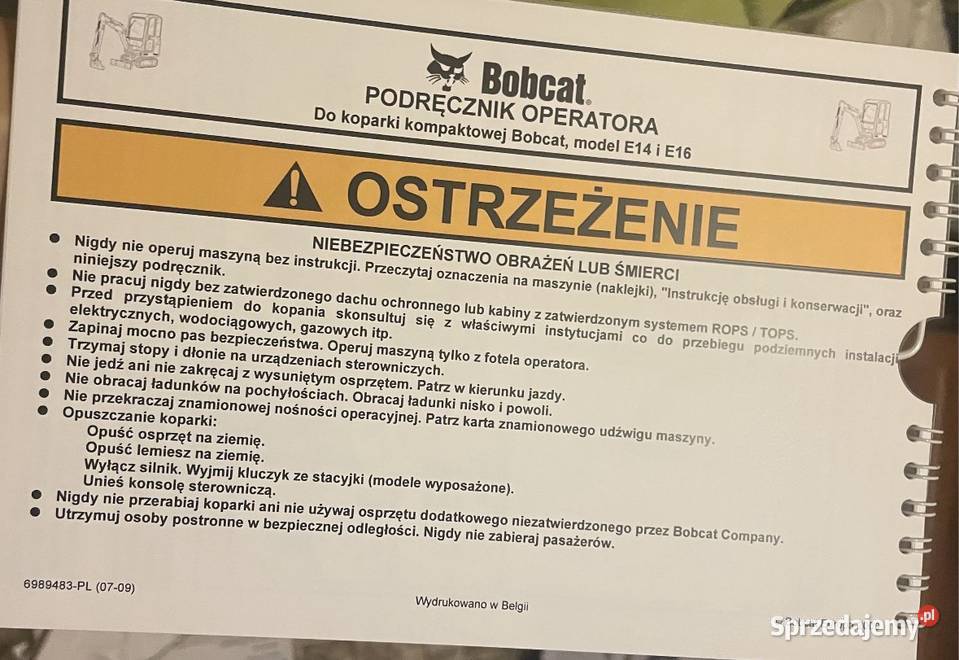 Bobcat®
PODRĘCZNIK OPERATORA
Do koparki kompaktowej Bobcat, model E14 i E16
OSTRZEŻENIE
NIEBEZPIECZEŃSTWO OBRAŻEŃ LUB ŚMIERCI
● Nigdy nie operuj maszyną bez instrukcji. Przeczytaj oznaczenia na maszynie (naklejki), "Instrukcję obsługi i konserwacji", oraz
niniejszy podręcznik.
● Nie pracuj nigdy bez zatwierdzonego dachu ochronnego lub kabiny z zatwierdzonym systemem ROPS / TOPS.
● Przed przystąpieniem do kopania skonsultuj się z właściwymi instytucjami co do przebiegu podziemnych instalacji
elektrycznych, wodociągowych, gazowych itp.
● Zapinaj mocno pas bezpieczeństwa. Operuj maszyną tylko z fotela operatora.
● Trzymaj stopy i dłonie na urządzeniach sterowniczych.
● Nie jedź ani nie zakręcaj z wysuniętym osprzętem. Patrz w kierunku jazdy.
● Nie obracaj ładunków na pochyłościach. Obracaj ładunki nisko i powoli.
● Nie przekraczaj znamionowej nośności operacyjnej. Patrz karta znamionowego udźwigu maszyny.
● Opuszczanie koparki:
Opuść osprzęt na ziemię.
Opuść lemiesz na ziemię.
Wyłącz silnik. Wyjmij kluczyk ze stacyjki (modele wyposażone).
Unieś konsolę sterowniczą.
● Nigdy nie przerabiaj koparki ani nie używaj osprzętu dodatkowego niezatwierdzonego przez Bobcat Company.
● Utrzymuj osoby postronne w bezpiecznej odległości. Nigdy nie zabieraj pasażerów.
6989483-PL (07-09)
Wydrukowano w Belgii
Sprzedajemy.pl